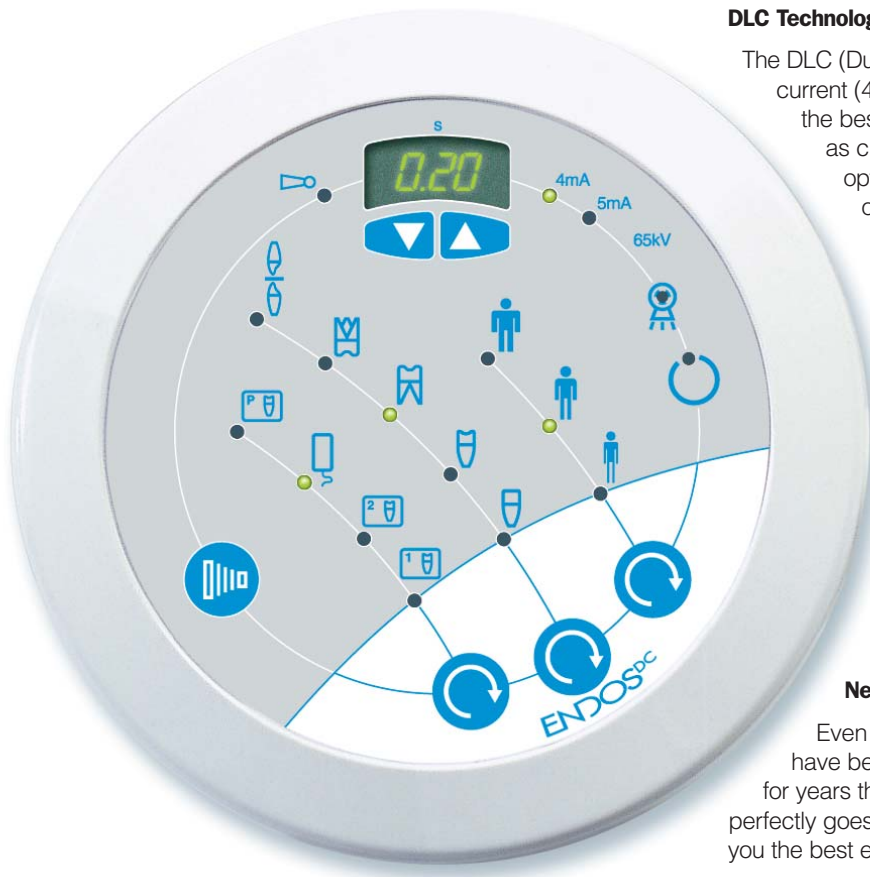 DLC Technolog
The DLC (Du
current (4
the bes
as c
op
s
0.20
4mA
5mA
65kV
P
2
1
ENDOS DC
Ne
Even
have be
for years th
perfectly goes
you the best e